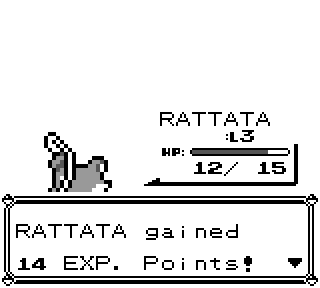 RATTATA
:L3
HP:
12/ 15
RATTATA gained
14 EXP. Points!